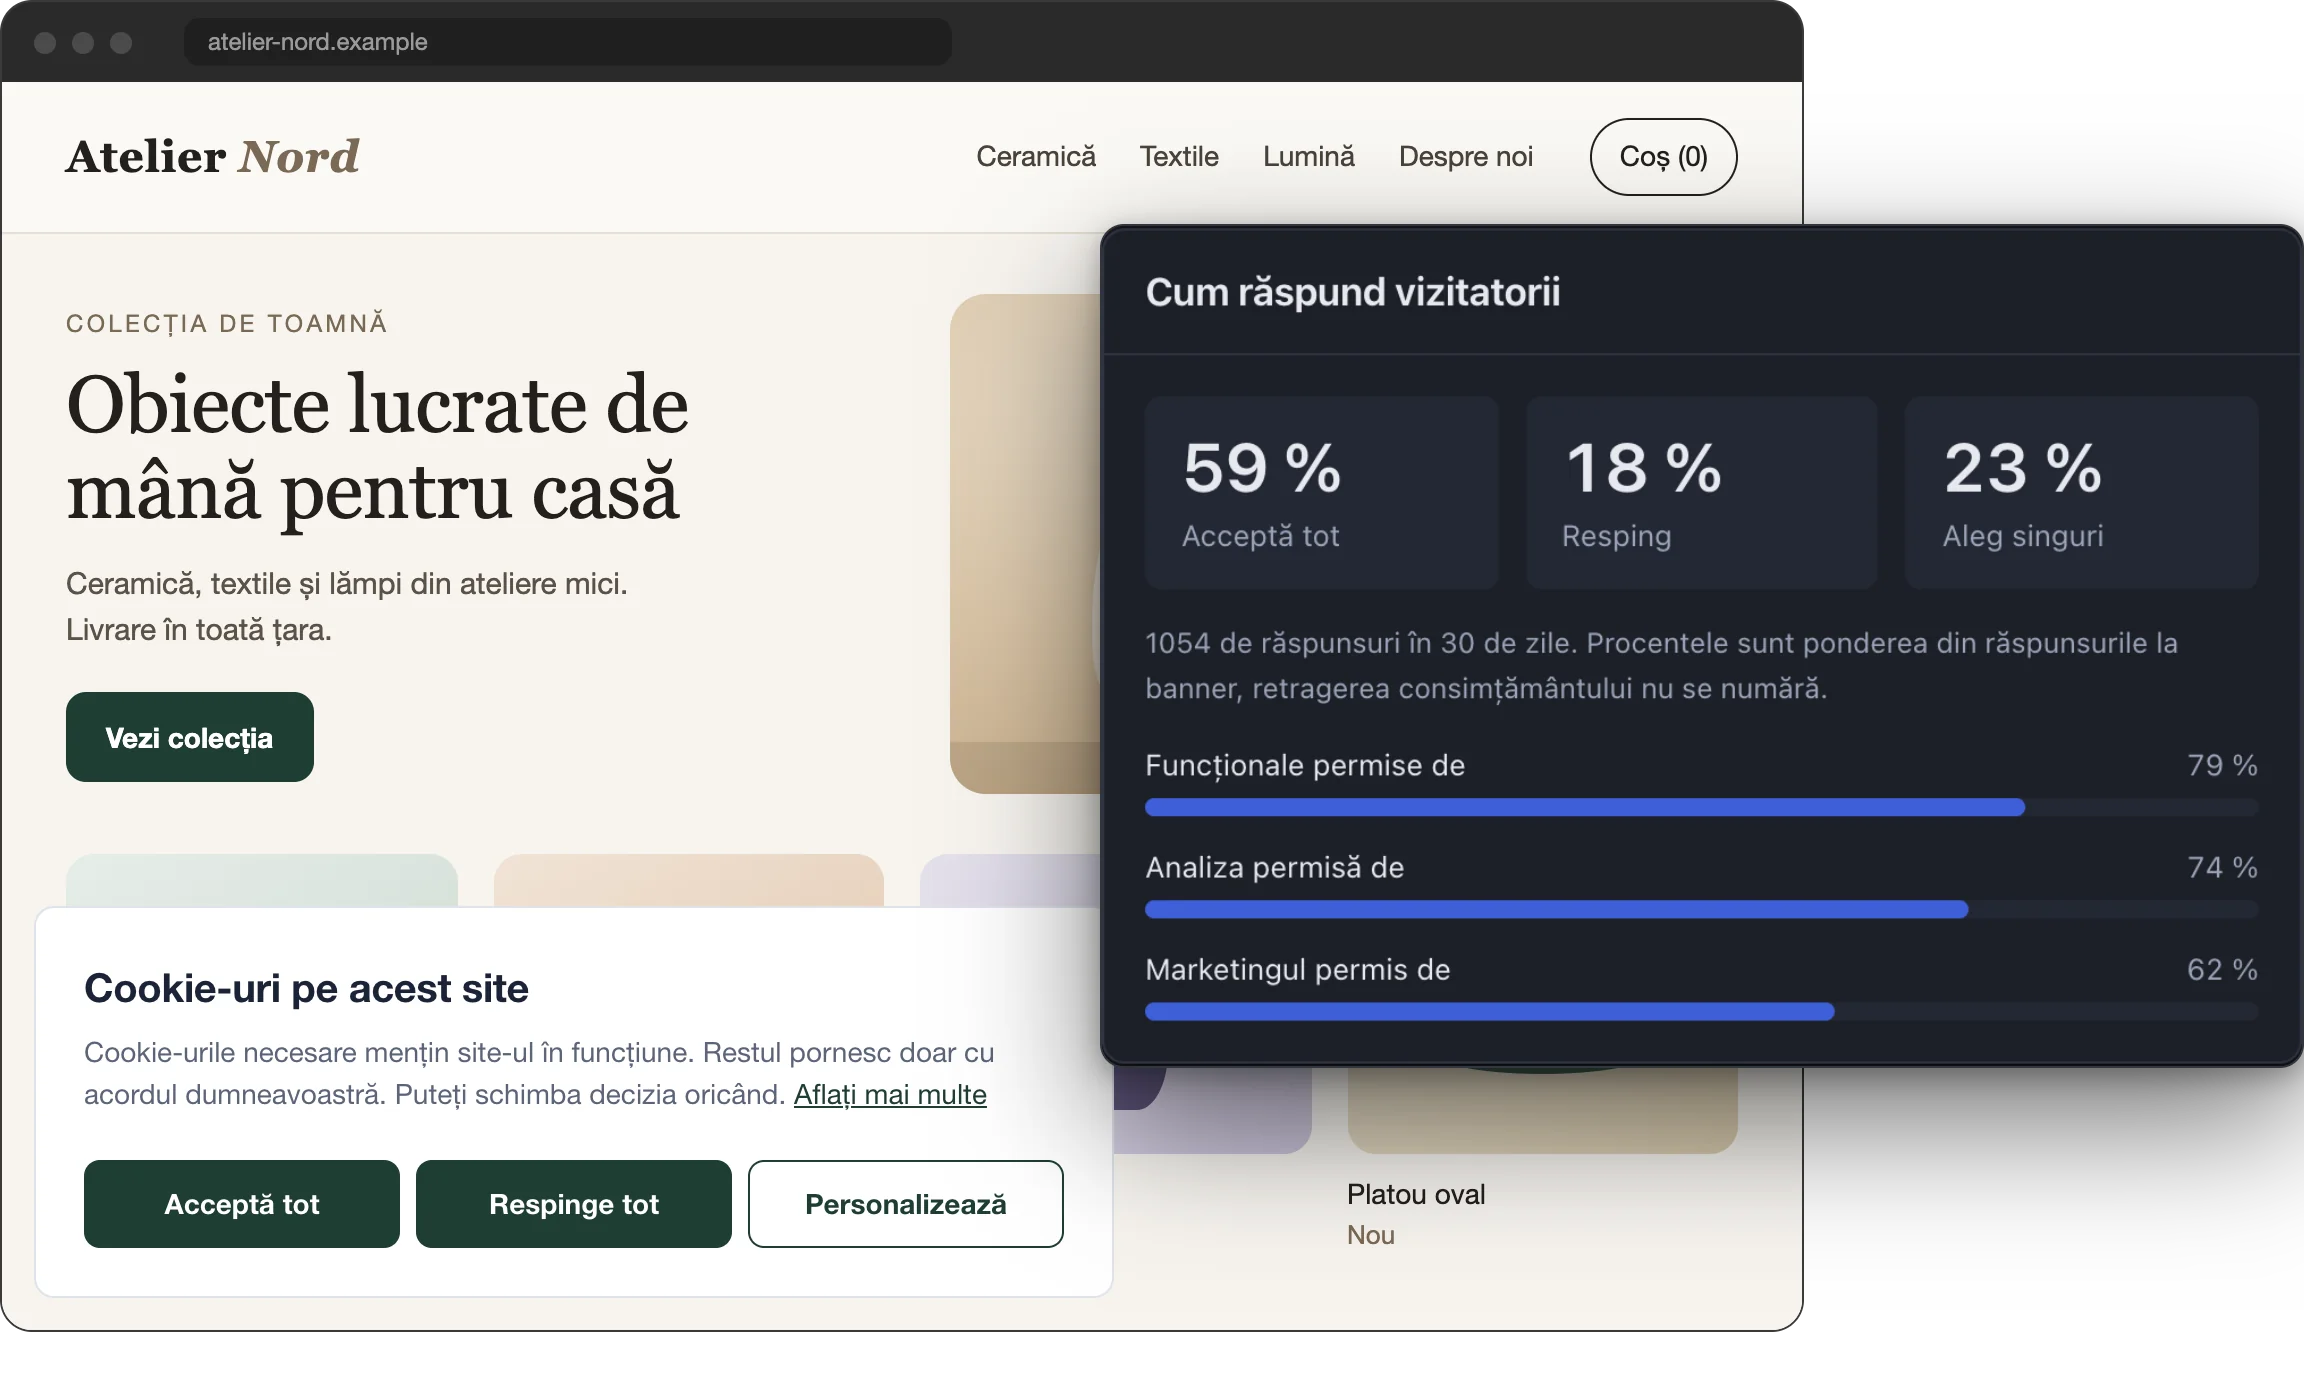 atelier-nord.example
Atelier Nord
Ceramică
Textile
Lumină
Despre noi
Coș (0)
COLECȚIA DE TOAMNĂ
Obiecte lucrate de
mână pentru casă
Ceramică, textile și lămpi din ateliere mici.
Livrare în toată țara.
Vezi colecția
Cum răspund vizitatorii
59 %
Acceptă tot
18 %
Resping
23 %
Aleg singuri
1054 de răspunsuri în 30 de zile. Procentele sunt ponderea din răspunsurile la
banner, retragerea consimțământului nu se numără.
Funcționale permise de 79 %
Analiza permisă de 74 %
Marketingul permis de 62 %
Cookie-uri pe acest site
Cookie-urile necesare mențin site-ul în funcțiune. Restul pornesc doar cu
acordul dumneavoastră. Puteți schimba decizia oricând. Aflați mai multe
Acceptă tot
Respinge tot
Personalizează
Platou oval
Nou